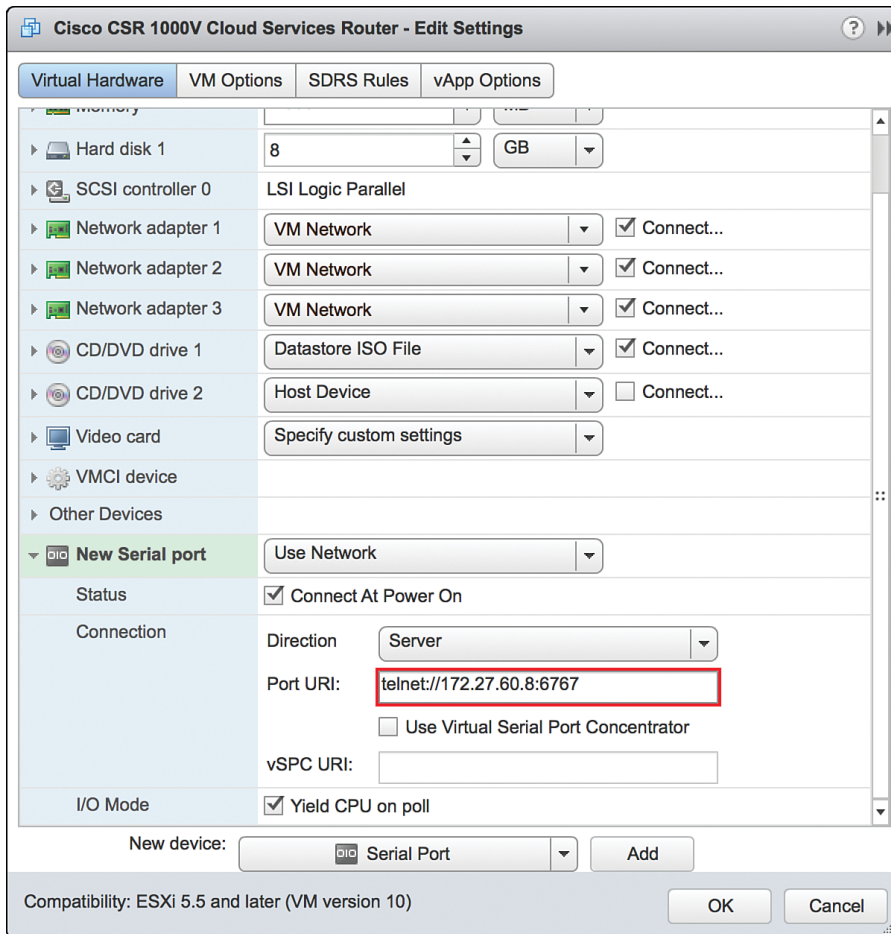 Cisco CSR 1000V Cloud Services Router - Edit Settings ?
Virtual Hardware VM Options SDRS Rules vApp Options
Memory MB
Hard disk 1 8 GB
SCSI controller 0 LSI Logic Parallel
Network adapter 1 VM Network Connect...
Network adapter 2 VM Network Connect...
Network adapter 3 VM Network Connect...
CD/DVD drive 1 Datastore ISO File Connect...
CD/DVD drive 2 Host Device Connect...
Video card Specify custom settings
VMCI device
Other Devices
New Serial port Use Network
Status Connect At Power On
Connection Direction Server
Port URI: telnet://172.27.60.8:6767
Use Virtual Serial Port Concentrator
vSPC URI:
I/O Mode Yield CPU on poll
New device: Serial Port Add
Compatibility: ESXi 5.5 and later (VM version 10) OK Cancel